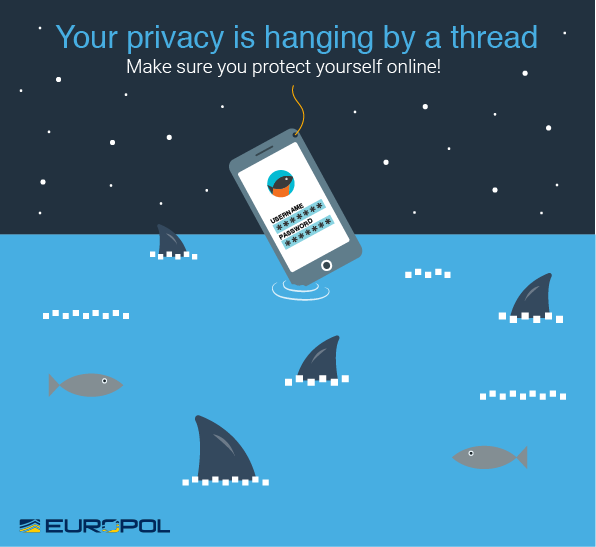 Your privacy is hanging by a thread
Make sure you protect yourself online!
USERNAME
*******
PASSWORD
*******
EUROPOL